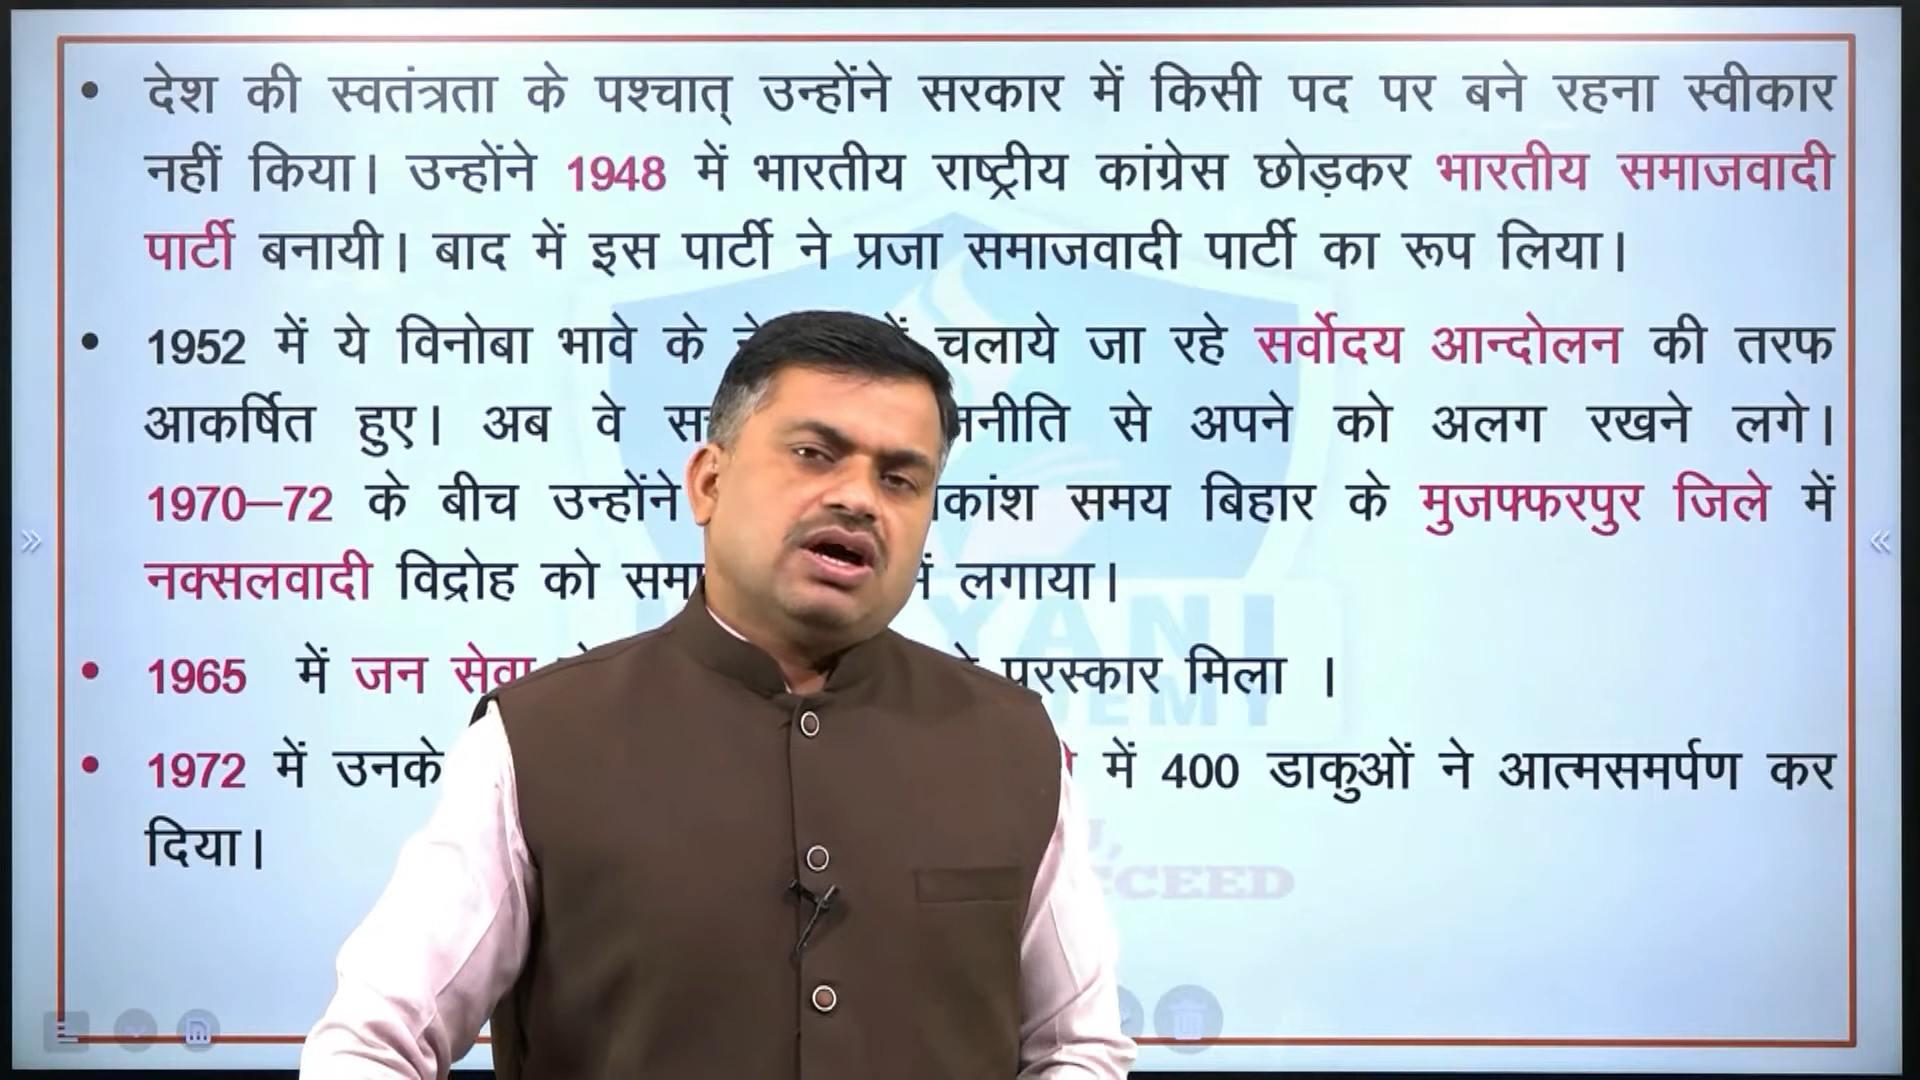 • देश की स्वतंत्रता के पश्चात् उन्होंने सरकार में किसी पद पर बने रहना स्वीकार
नहीं किया। उन्होंने 1948 में भारतीय राष्ट्रीय कांग्रेस छोड़कर भारतीय समाजवादी
पार्टी बनायी। बाद में इस पार्टी ने प्रजा समाजवादी पार्टी का रूप लिया।
• 1952 में ये विनोबा भावे के चलाये जा रहे सर्वोदय आन्दोलन की तरफ
आकर्षित हुए। अब वे से अपने को अलग रखने लगे।
1970–72 के बीच उन्होंने समय बिहार के मुजफ्फरपुर जिले में
नक्सलवादी विद्रोह को लगाया।
• 1965 में जन सेवा पुरस्कार मिला ।
• 1972 में उनके में 400 डाकुओं ने आत्मसमर्पण कर
दिया।